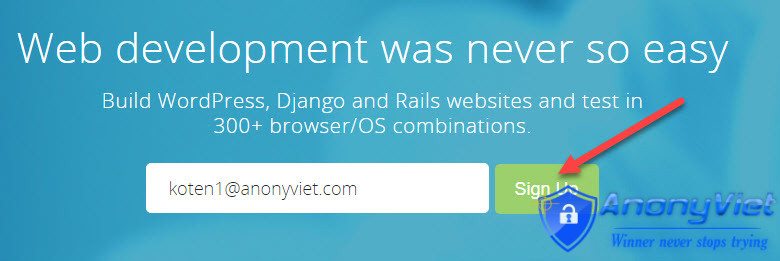 Web development was never so easy
Build WordPress, Django and Rails websites and test in
300+ browser/OS combinations.
koten1@anonyviet.com
Sign Up
AnonyViet
Winner never stops trying